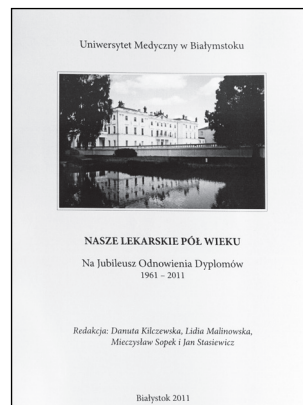 Uniwersytet Medyczny w Białymstoku
NASZE LEKARSKIE PÓŁ WIEKU
Na Jubileusz Odnowienia Dyplomów
1961 – 2011
Redakcja: Danuta Kilczewska, Lidia Malinowska,
Mieczysław Sopek i Jan Stasiewicz
Białystok 2011